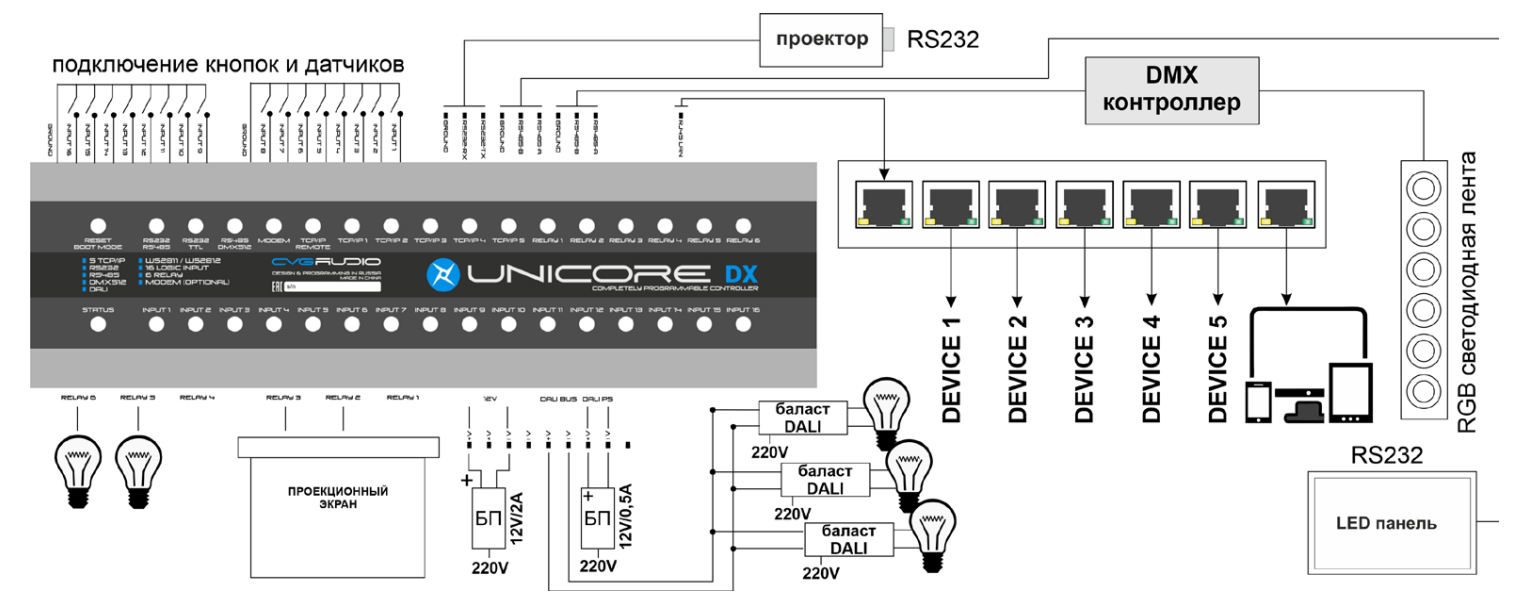 проектор
RS232
подключение кнопок и датчиков
DMX
контроллер
GROUND
INPUT 16
INPUT 15
INPUT 14
INPUT 13
INPUT 12
INPUT 11
INPUT 10
INPUT 9
GROUND
INPUT 8
INPUT 7
INPUT 6
INPUT 5
INPUT 4
INPUT 3
INPUT 2
INPUT 1
GROUND
RS232-RX
RS232-TX
GROUND
RS485-B
RS485-A
GROUND
RS485-B
RS485-A
RJ45 LAN
RGB светодиодная лента
RESET
BOOT MODE
RS232
RS485
RS232
TTL
RS485
DMX512
MODEM
TCP/IP
REMOTE
TCP/IP 1
TCP/IP 2
TCP/IP 3
TCP/IP 4
TCP/IP 5
RELAY 1
RELAY 2
RELAY 3
RELAY 4
RELAY 5
RELAY 6
5 TCP/IP
RS232
RS485
DMX512
DALI
WS2811 / WS2812
16 LOGIC INPUT
6 RELAY
MODEM (OPTIONAL)
CVGAUDIO
DESIGN & PROGRAMMING IN RUSSIA
MADE IN CHINA
EAC s/n
UNICORE DX
COMPLETELY PROGRAMMABLE CONTROLLER
STATUS
INPUT 1
INPUT 2
INPUT 3
INPUT 4
INPUT 5
INPUT 6
INPUT 7
INPUT 8
INPUT 9
INPUT 10
INPUT 11
INPUT 12
INPUT 13
INPUT 14
INPUT 15
INPUT 16
DEVICE 1
DEVICE 2
DEVICE 3
DEVICE 4
DEVICE 5
RELAY 6
RELAY 5
RELAY 4
RELAY 3
RELAY 2
RELAY 1
12V
DALI BUS
DALI PS
+V
+V
-V
-V
+V
-V
+V
-V
ПРОЕКЦИОННЫЙ
ЭКРАН
+
БП
12V/2A
220V
+
БП
12V/0,5A
220V
баласт
DALI
220V
баласт
DALI
220V
баласт
DALI
220V
RS232
LED панель